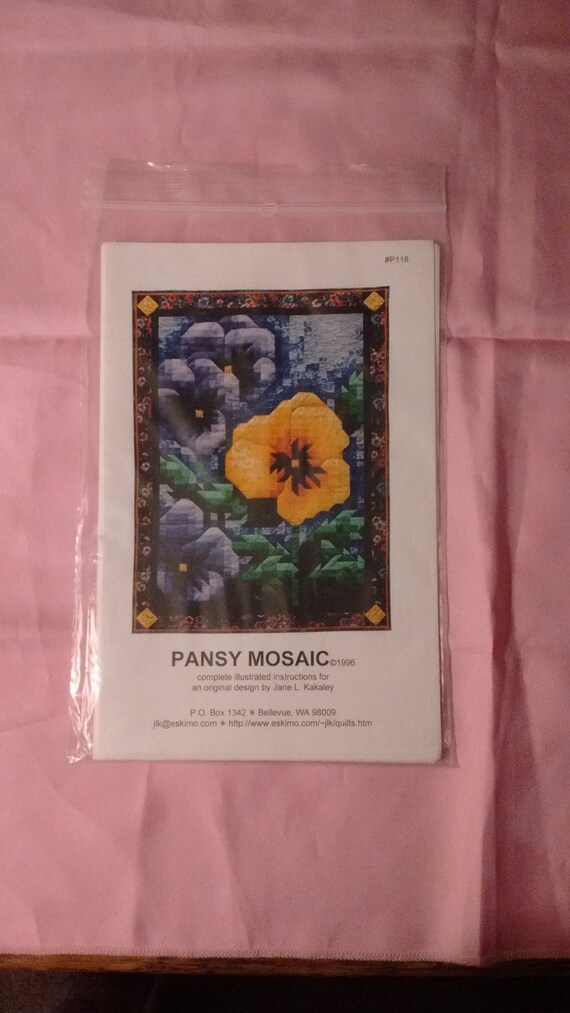 #P118
PANSY MOSAIC©1996
complete illustrated instructions for
an original design by Jane L. Kakaley
P.O. Box 1342 ✳ Bellevue, WA 98009
jlk@eskimo.com ✳ http://www.eskimo.com/~jlk/quilts.htm